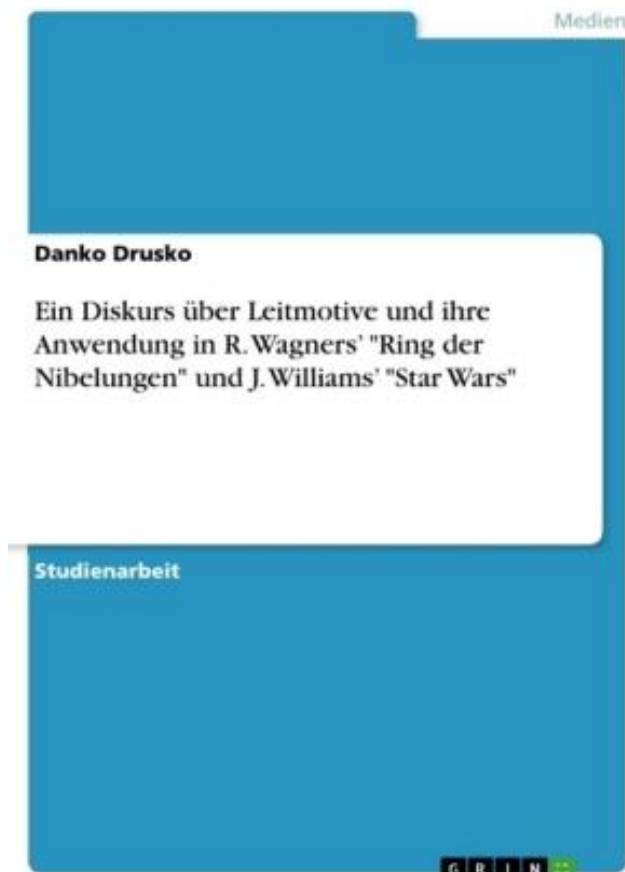 Medien
Danko Drusko
Ein Diskurs über Leitmotive und ihre
Anwendung in R. Wagners’ "Ring der
Nibelungen" und J. Williams’ "Star Wars"
Studienarbeit
G R I N